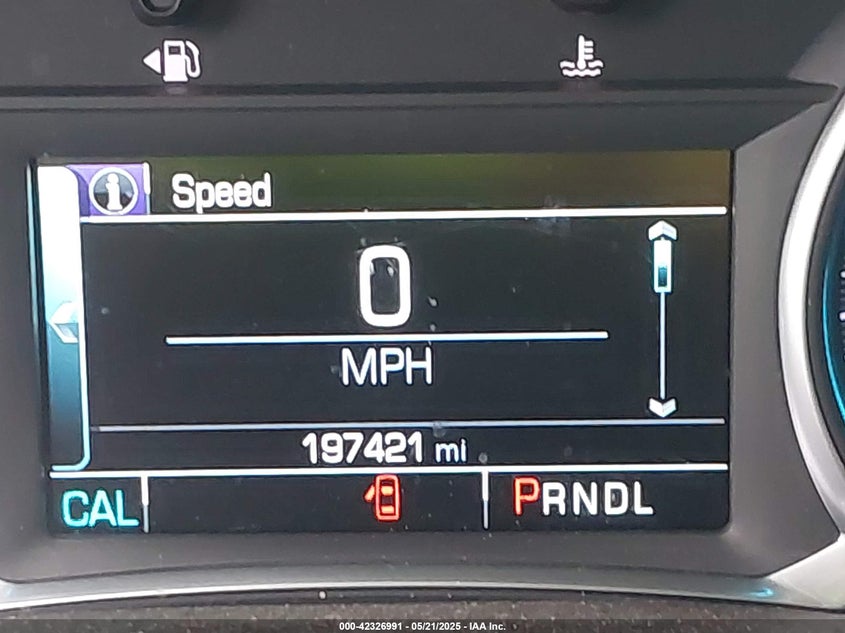 Speed
0
MPH
197421 mi
CAL
PRNDL
000-42326991 - 05/21/2025 - IAA Inc.